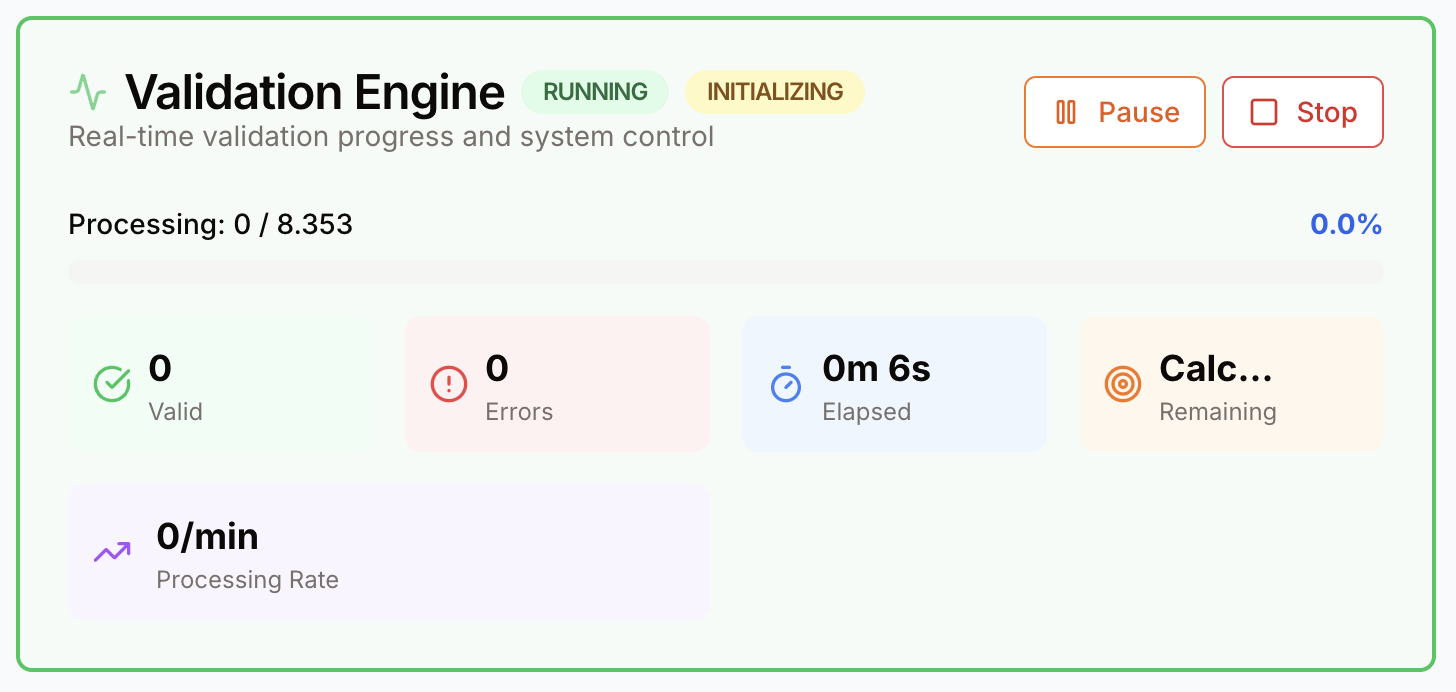 Validation Engine RUNNING INITIALIZING
Real-time validation progress and system control
Pause
Stop
Processing: 0 / 8.353
0.0%
0
Valid
0
Errors
0m 6s
Elapsed
Calc...
Remaining
0/min
Processing Rate